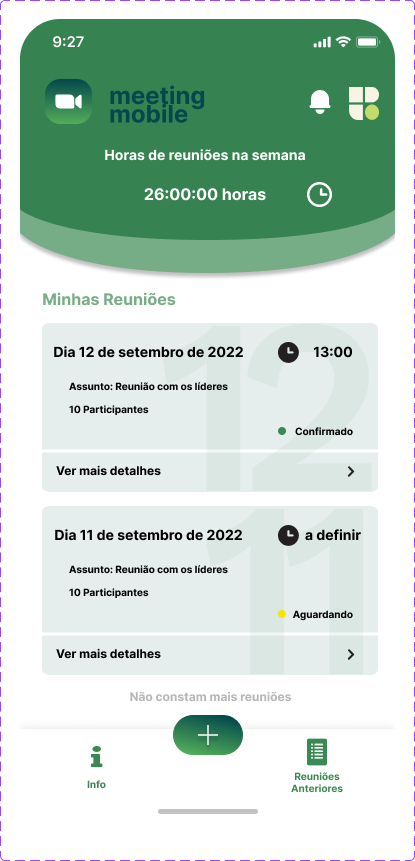 9:27
meeting
mobile
Horas de reuniões na semana
26:00:00 horas
Minhas Reuniões
12
Dia 12 de setembro de 2022
13:00
Assunto: Reunião com os líderes
10 Participantes
Confirmado
Ver mais detalhes
11
Dia 11 de setembro de 2022
a definir
Assunto: Reunião com os líderes
10 Participantes
Aguardando
Ver mais detalhes
Não constam mais reuniões
Info
Reuniões
Anteriores